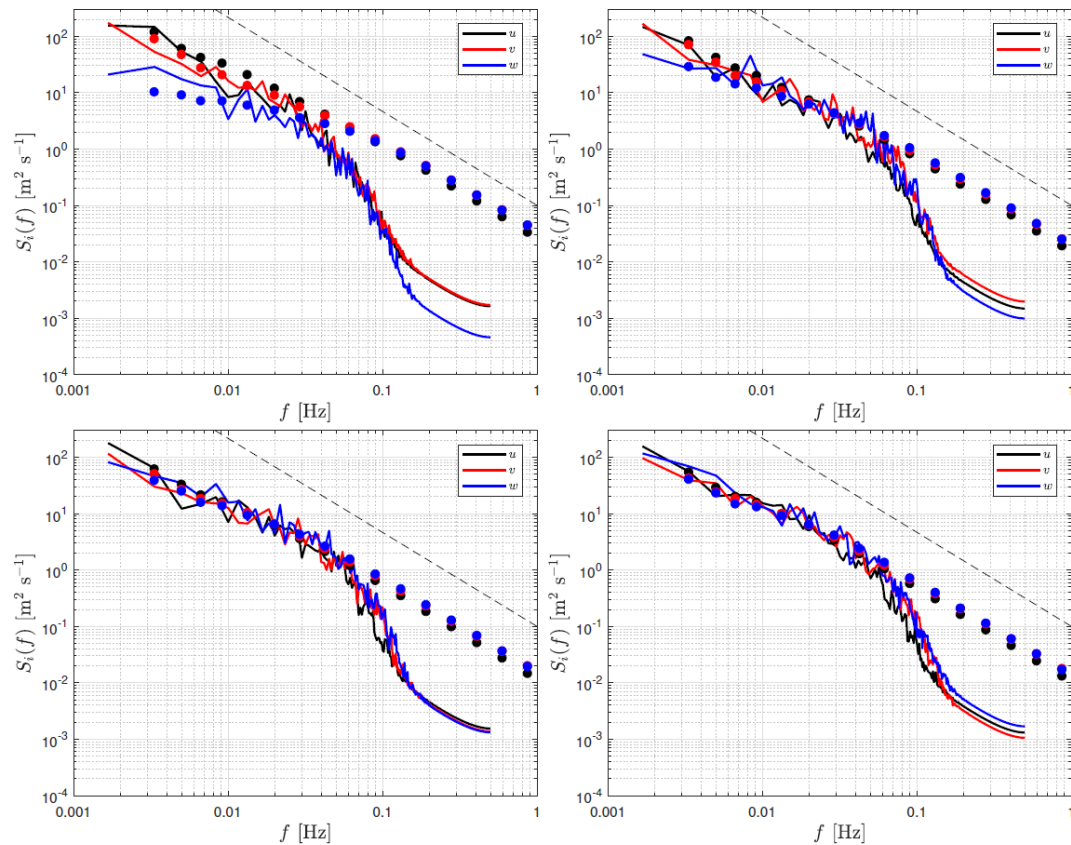 10² 10¹ 10⁰ 10⁻¹ 10⁻² 10⁻³ 10⁻⁴
S_i(f) [m² s⁻¹]
u
v
w
0.001 0.01 0.1 1
f [Hz]
10² 10¹ 10⁰ 10⁻¹ 10⁻² 10⁻³ 10⁻⁴
S_i(f) [m² s⁻¹]
u
v
w
0.001 0.01 0.1 1
f [Hz]
10² 10¹ 10⁰ 10⁻¹ 10⁻² 10⁻³ 10⁻⁴
S_i(f) [m² s⁻¹]
u
v
w
0.001 0.01 0.1 1
f [Hz]
10² 10¹ 10⁰ 10⁻¹ 10⁻² 10⁻³ 10⁻⁴
S_i(f) [m² s⁻¹]
u
v
w
0.001 0.01 0.1 1
f [Hz]